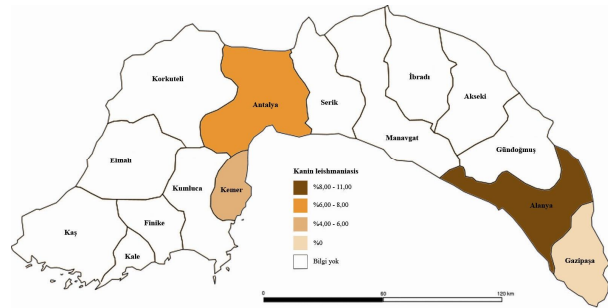 Korkuteli
Antalya
Serik
İbradı
Akseki
Manavgat
Gündoğmuş
Elmalı
Kumluca
Kemer
Alanya
Kaş
Finike
Kale
Gazipaşa
Kanin leishmaniasis
%8,00 - 11,00
%6,00 - 8,00
%4,00 - 6,00
%0
Bilgi yok
0 60 120 km